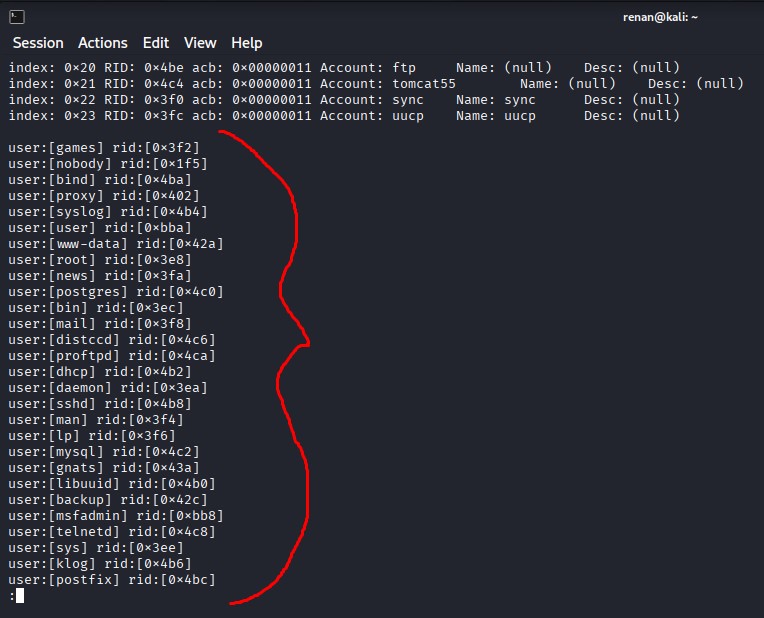 renan@kali: ~
Session Actions Edit View Help
index: 0×20 RID: 0×4be acb: 0×00000011 Account: ftp Name: (null) Desc: (null)
index: 0×21 RID: 0×4c4 acb: 0×00000011 Account: tomcat55 Name: (null) Desc: (null)
index: 0×22 RID: 0×3f0 acb: 0×00000011 Account: sync Name: sync Desc: (null)
index: 0×23 RID: 0×3fc acb: 0×00000011 Account: uucp Name: uucp Desc: (null)
user:[games] rid:[0×3f2]
user:[nobody] rid:[0×1f5]
user:[bind] rid:[0×4ba]
user:[proxy] rid:[0×402]
user:[syslog] rid:[0×4b4]
user:[user] rid:[0×bba]
user:[www-data] rid:[0×42a]
user:[root] rid:[0×3e8]
user:[news] rid:[0×3fa]
user:[postgres] rid:[0×4c0]
user:[bin] rid:[0×3ec]
user:[mail] rid:[0×3f8]
user:[distccd] rid:[0×4c6]
user:[proftpd] rid:[0×4ca]
user:[dhcp] rid:[0×4b2]
user:[daemon] rid:[0×3ea]
user:[sshd] rid:[0×4b8]
user:[man] rid:[0×3f4]
user:[lp] rid:[0×3f6]
user:[mysql] rid:[0×4c2]
user:[gnats] rid:[0×43a]
user:[libuuid] rid:[0×4b0]
user:[backup] rid:[0×42c]
user:[msfadmin] rid:[0×bb8]
user:[telnetd] rid:[0×4c8]
user:[sys] rid:[0×3ee]
user:[klog] rid:[0×4b6]
user:[postfix] rid:[0×4bc]
: